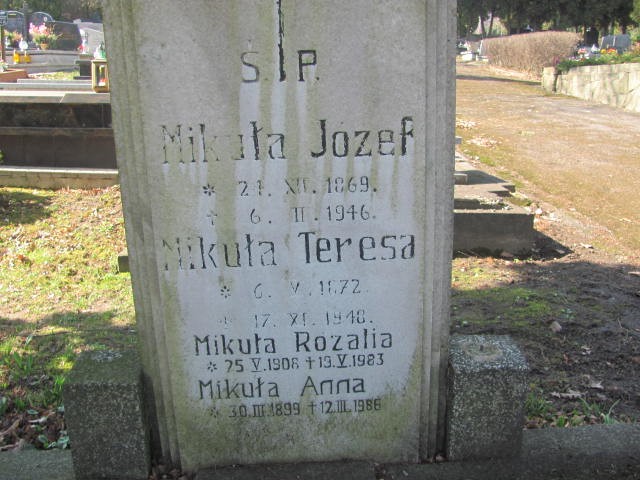 Ś. P.
Mikuła Józef
* 21. XII. 1869.
+ 6. II. 1946.
Mikuła Teresa
* 6. V. 1872.
+ 17. XI. 1948.
Mikuła Rozalia
* 25 V. 1908 + 19. V. 1983
Mikuła Anna
* 30. III. 1899 + 12. III. 1986